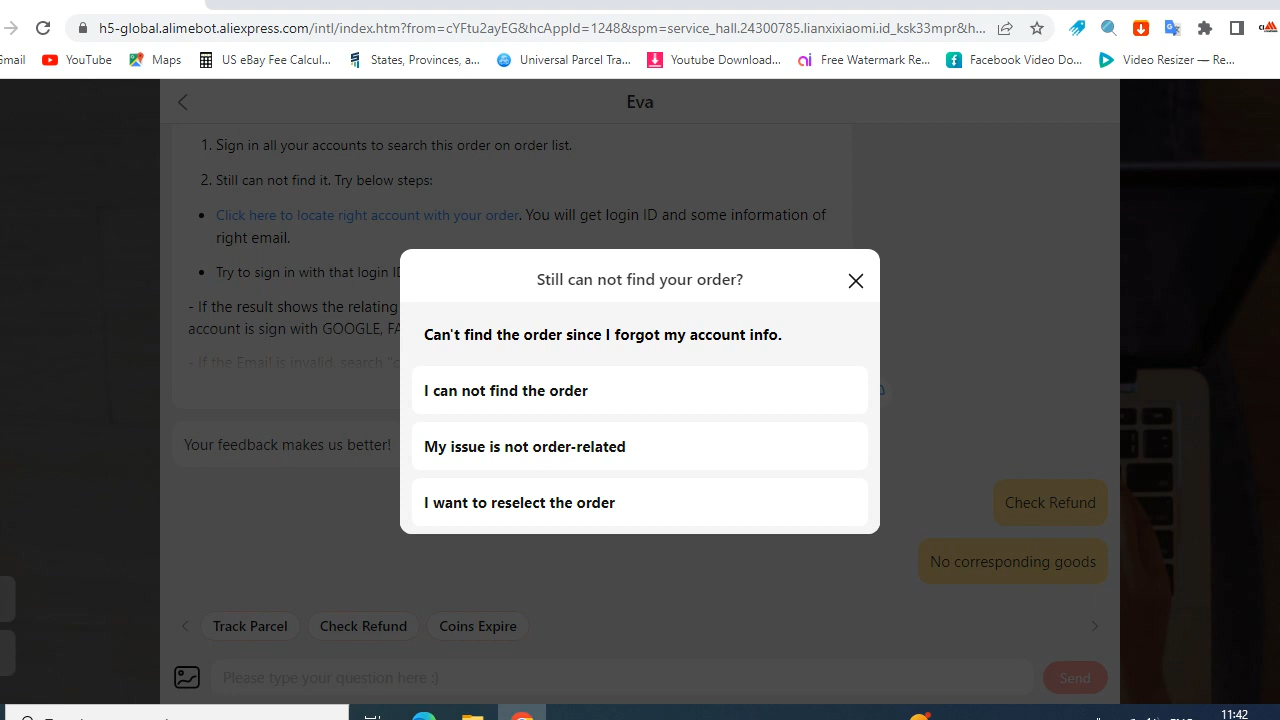 h5-global.alimebot.aliexpress.com/intl/index.htm?from=cYFtu2ayEG&hcAppId=1248&spm=service_hall.24300785.lianxixiaomi.id_ksk33mpr&h...
Gmail YouTube Maps US eBay Fee Calcul... States, Provinces, a... Universal Parcel Tra... Youtube Download... Free Watermark Re... Facebook Video Do... Video Resizer — Re...
Eva
1. Sign in all your accounts to search this order on order list.
2. Still can not find it. Try below steps:
Click here to locate right account with your order. You will get login ID and some information of
right email.
Try to sign in with that login ID
- If the result shows the relating
account is sign with GOOGLE, FA
- If the Email is invalid, search "c
Your feedback makes us better!
Still can not find your order?
Can't find the order since I forgot my account info.
I can not find the order
My issue is not order-related
I want to reselect the order
Check Refund
No corresponding goods
Track Parcel Check Refund Coins Expire
Please type your question here :)
Send
11:42